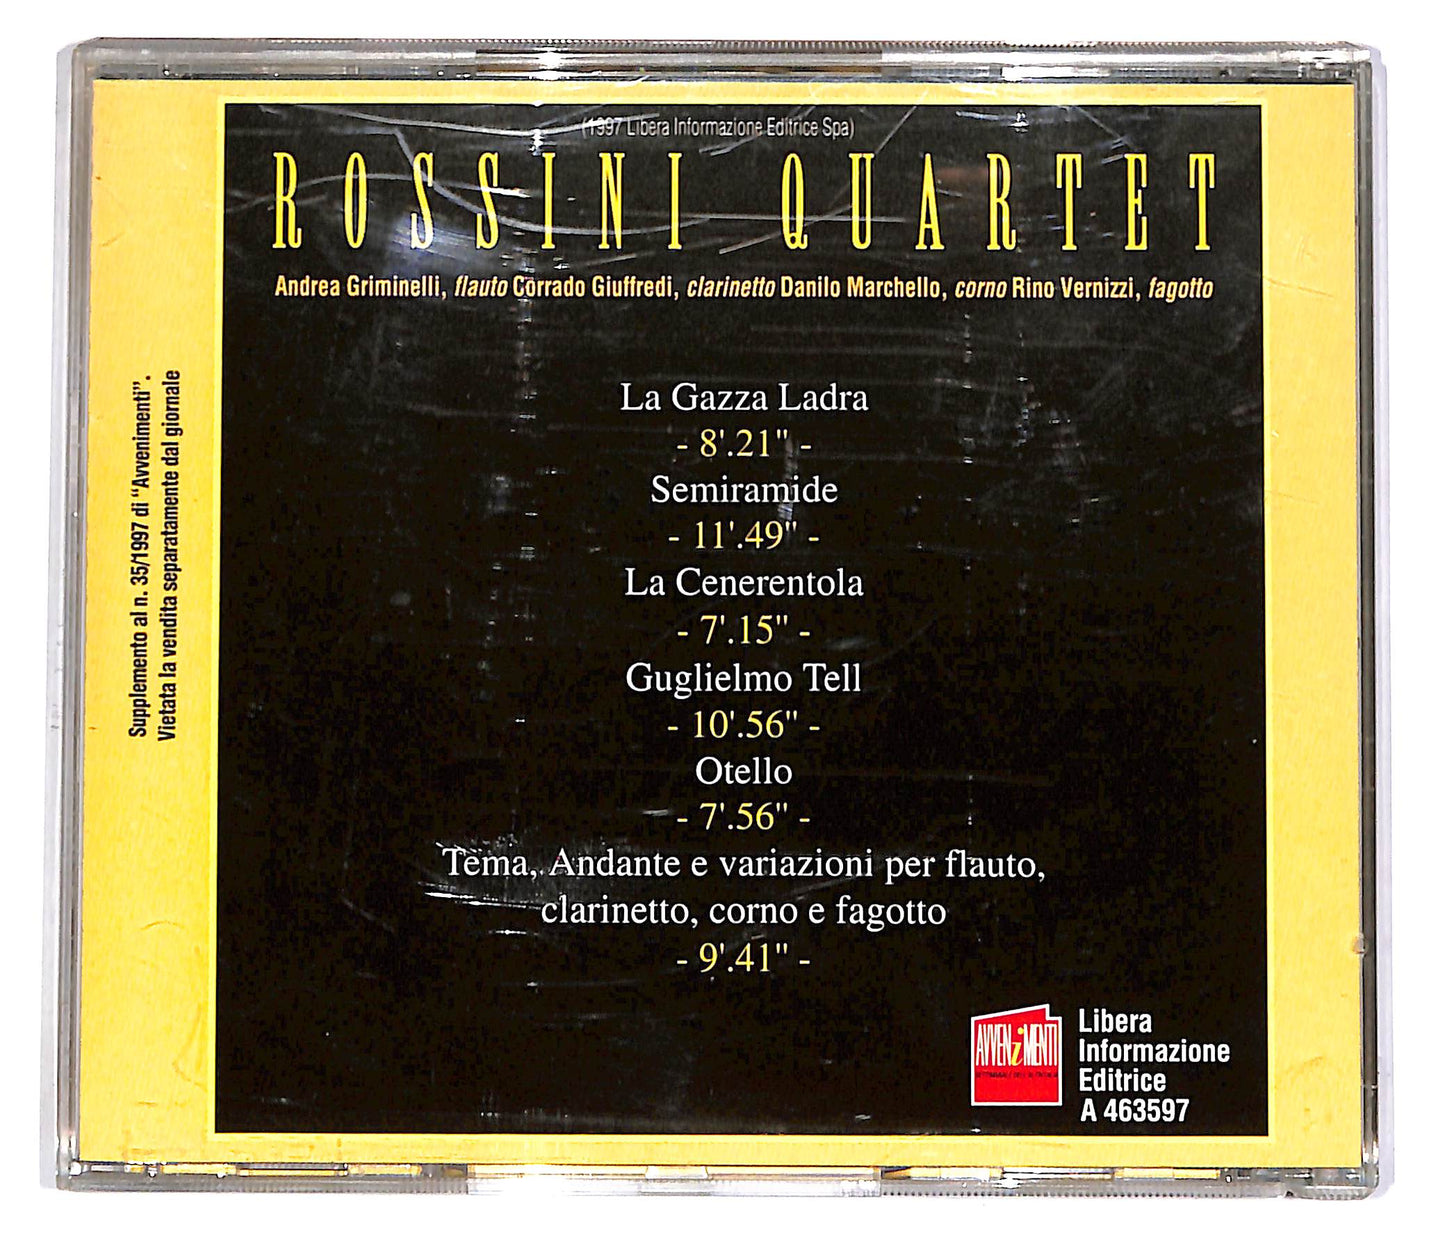 (1997 Libera Informazione Editrice Spa)
ROSSINI QUARTET
Andrea Griminelli, flauto Corrado Giuffredi, clarinetto Danilo Marchello, corno Rino Vernizzi, fagotto
La Gazza Ladra
- 8'.21" -
Semiramide
- 11'.49" -
La Cenerentola
- 7'.15" -
Guglielmo Tell
- 10'.56" -
Otello
- 7'.56" -
Tema, Andante e variazioni per flauto,
clarinetto, corno e fagotto
- 9'.41" -
AVVENiMENTI
Libera
Informazione
Editrice
A 463597
Supplemento al n. 35/1997 di “Avvenimenti”.
Vietata la vendita separatamente dal giornale